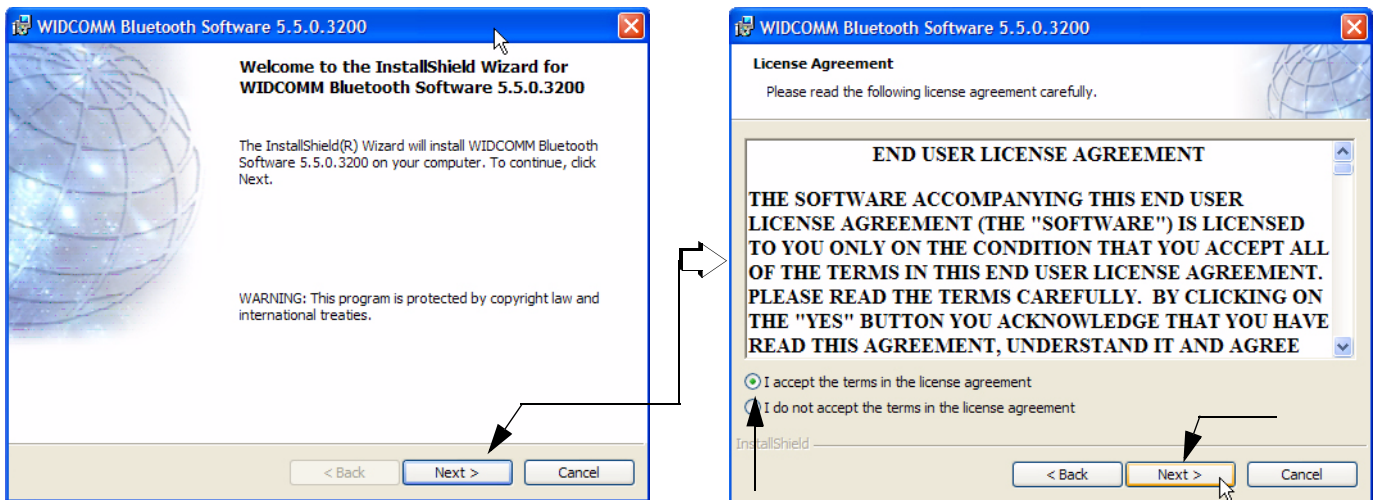 WIDCOMM Bluetooth Software 5.5.0.3200
Welcome to the InstallShield Wizard for
WIDCOMM Bluetooth Software 5.5.0.3200
The InstallShield(R) Wizard will install WIDCOMM Bluetooth
Software 5.5.0.3200 on your computer. To continue, click
Next.
WARNING: This program is protected by copyright law and
international treaties.
< Back
Next >
Cancel
WIDCOMM Bluetooth Software 5.5.0.3200
License Agreement
Please read the following license agreement carefully.
END USER LICENSE AGREEMENT
THE SOFTWARE ACCOMPANYING THIS END USER
LICENSE AGREEMENT (THE "SOFTWARE") IS LICENSED
TO YOU ONLY ON THE CONDITION THAT YOU ACCEPT ALL
OF THE TERMS IN THIS END USER LICENSE AGREEMENT.
PLEASE READ THE TERMS CAREFULLY. BY CLICKING ON
THE "YES" BUTTON YOU ACKNOWLEDGE THAT YOU HAVE
READ THIS AGREEMENT, UNDERSTAND IT AND AGREE
I accept the terms in the license agreement
I do not accept the terms in the license agreement
InstallShield
< Back
Next >
Cancel